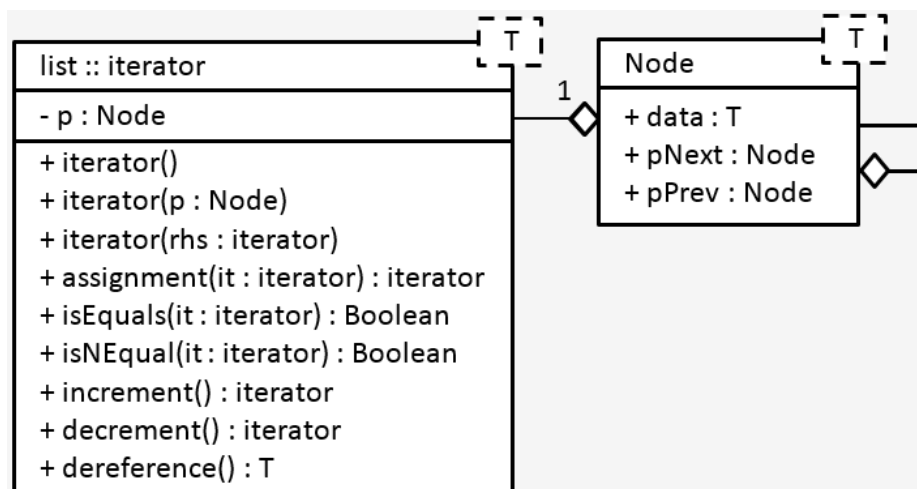 T
list :: iterator
- p : Node
+ iterator()
+ iterator(p : Node)
+ iterator(rhs : iterator)
+ assignment(it : iterator) : iterator
+ isEquals(it : iterator) : Boolean
+ isNEqual(it : iterator) : Boolean
+ increment() : iterator
+ decrement() : iterator
+ dereference() : T
1
T
Node
+ data : T
+ pNext : Node
+ pPrev : Node